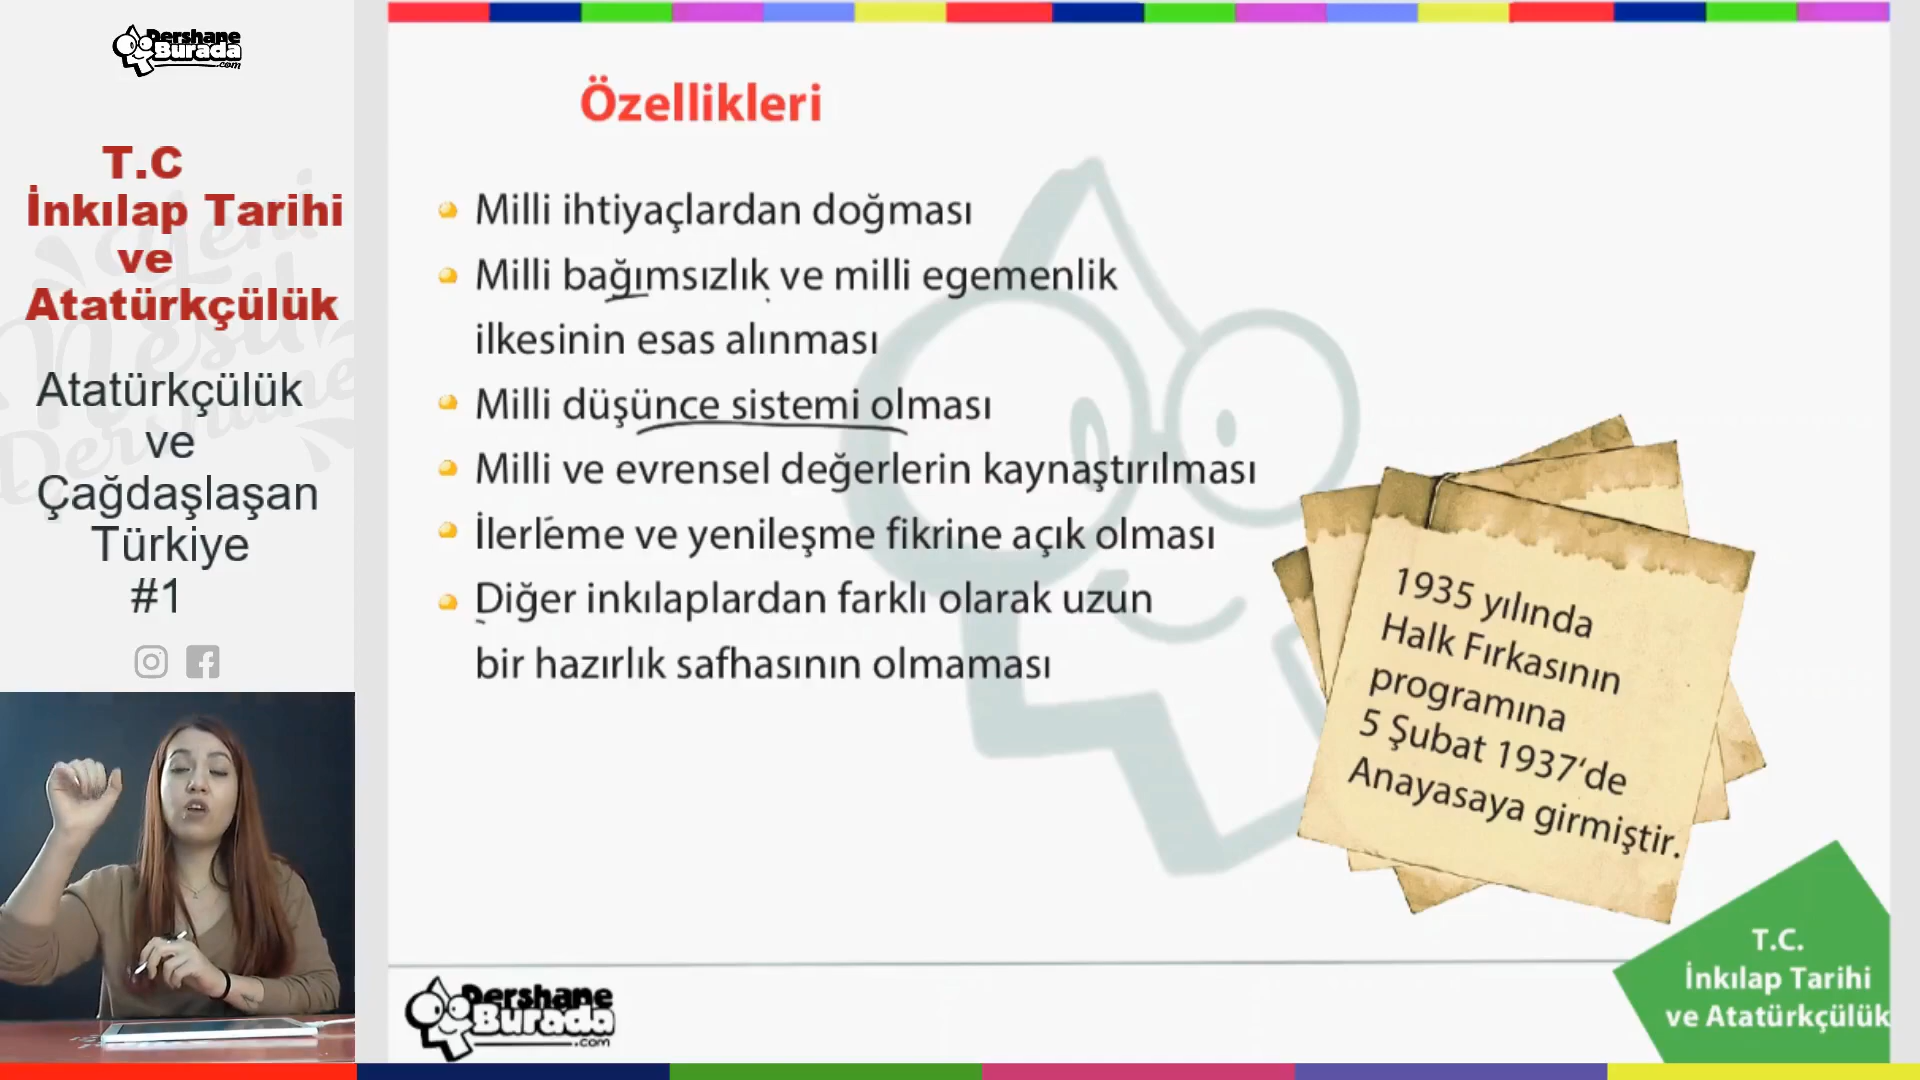 Dershane
Burada
.com
T.C
İnkılap Tarihi
ve
Atatürkçülük
Atatürkçülük
ve
Çağdaşlaşan
Türkiye
#1
Yeni
Nesil
Dershane
Özellikleri
Milli ihtiyaçlardan doğması
Milli bağımsızlık ve milli egemenlik
ilkesinin esas alınması
Milli düşünce sistemi olması
Milli ve evrensel değerlerin kaynaştırılması
İlerleme ve yenileşme fikrine açık olması
Diğer inkılaplardan farklı olarak uzun
bir hazırlık safhasının olmaması
1935 yılında
Halk Fırkasının
programına
5 Şubat 1937‘de
Anayasaya girmiştir.
T.C.
İnkılap Tarihi
ve Atatürkçülük
Dershane
Burada
.com